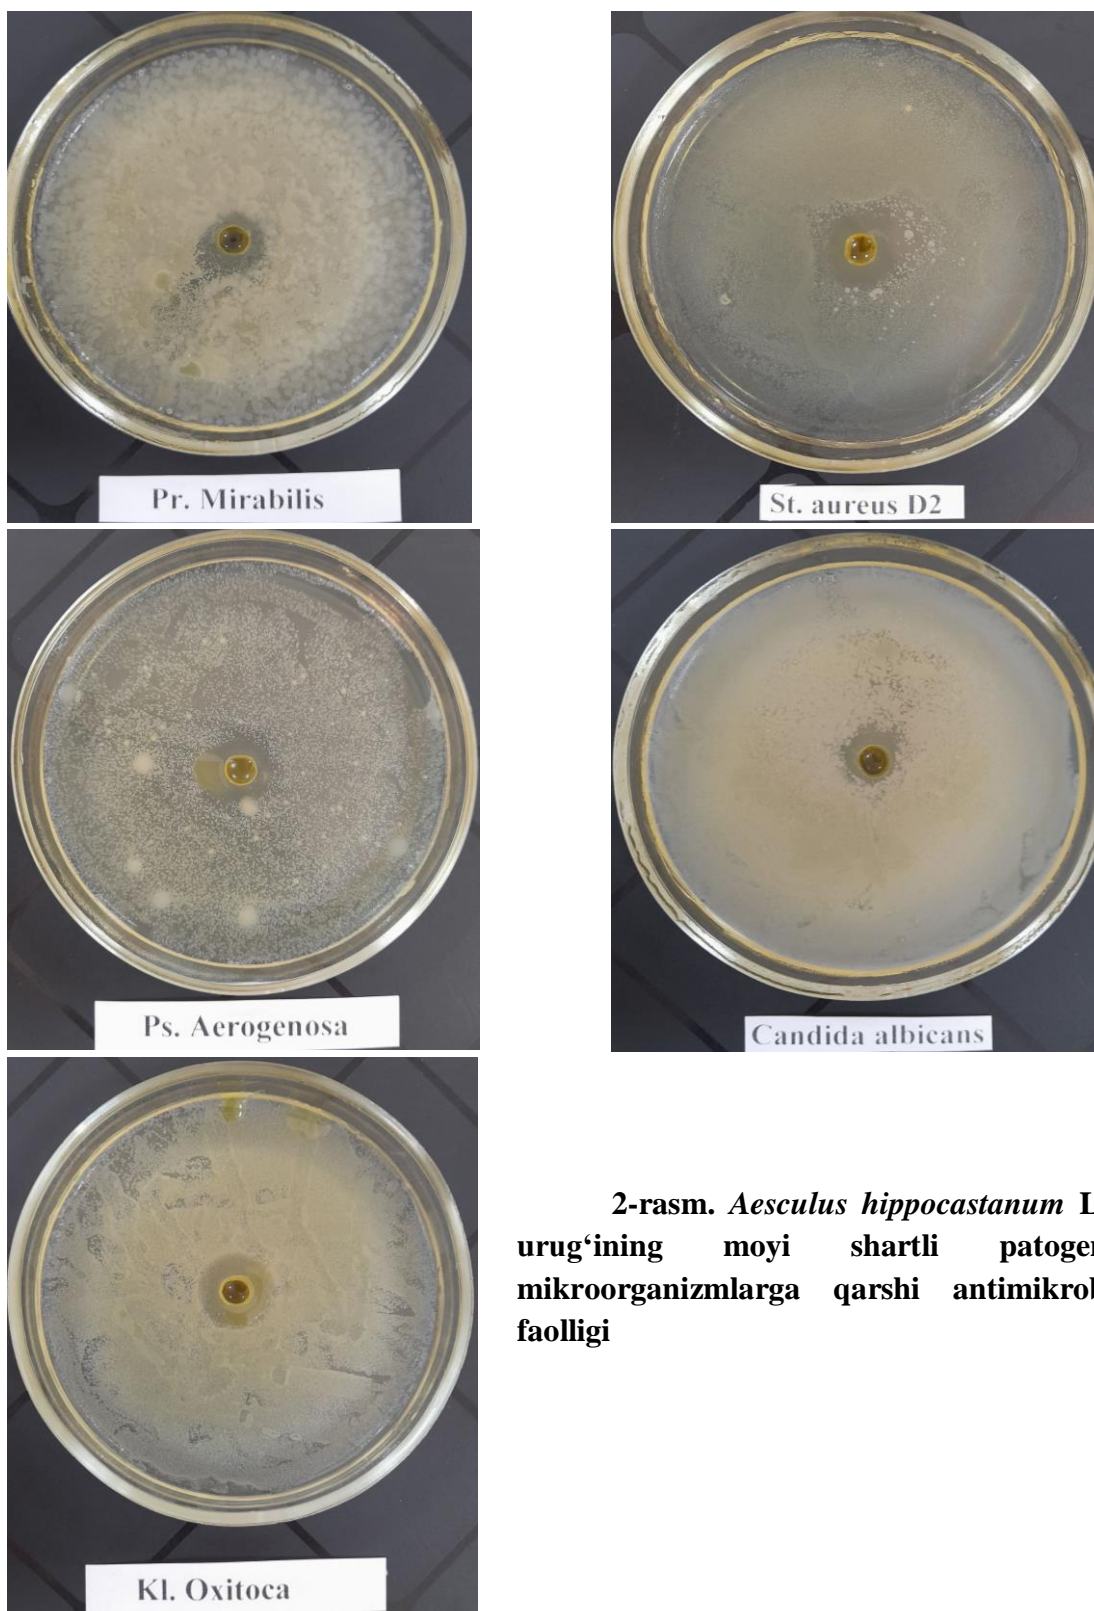 Pr. Mirabilis
St. aureus D2
Ps. Aerogenosa
Candida albicans
Kl. Oxitoca
2-rasm. Aesculus hippocastanum L
urug‘ining moyi shartli patogen
mikroorganizmlarga qarshi antimikrob
faolligi